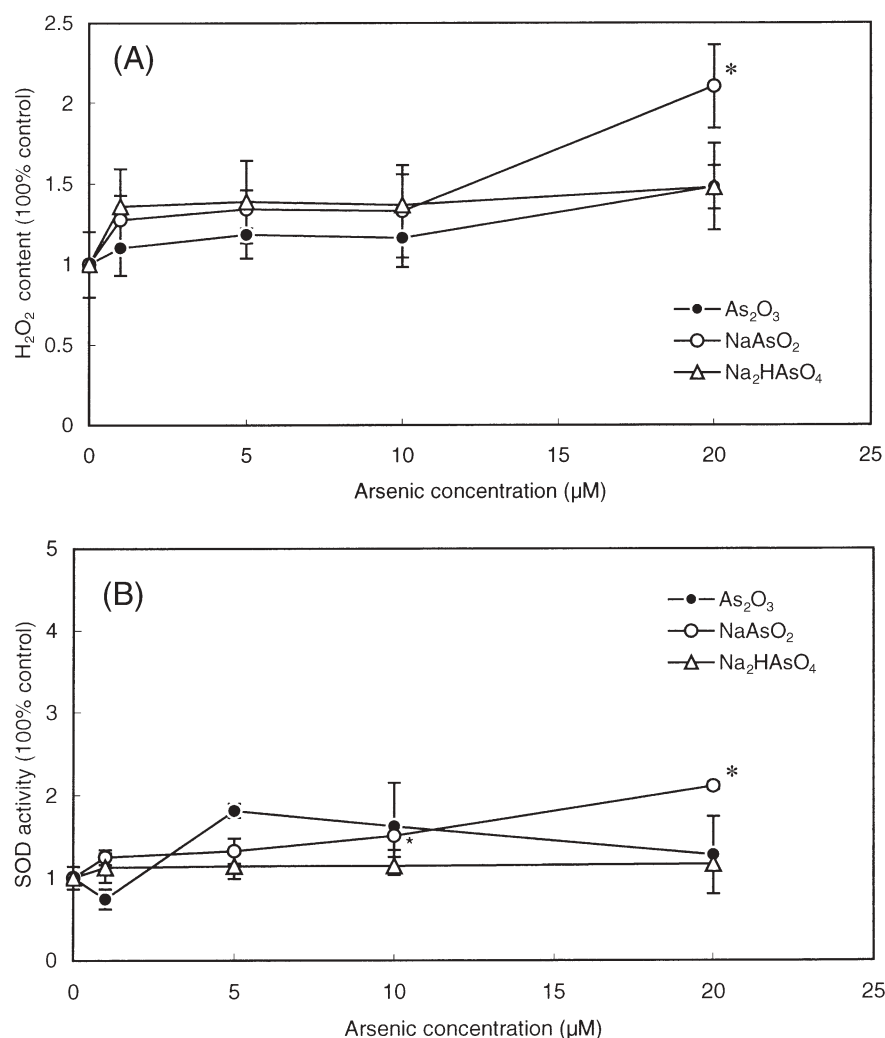 (A)
2.5
2
1.5
1
0.5
0
H₂O₂ content (100% control)
*
As₂O₃
NaAsO₂
Na₂HAsO₄
0 5 10 15 20 25
Arsenic concentration (µM)
(B)
5
4
3
2
1
0
SOD activity (100% control)
As₂O₃
NaAsO₂
Na₂HAsO₄
*
*
0 5 10 15 20 25
Arsenic concentration (µM)